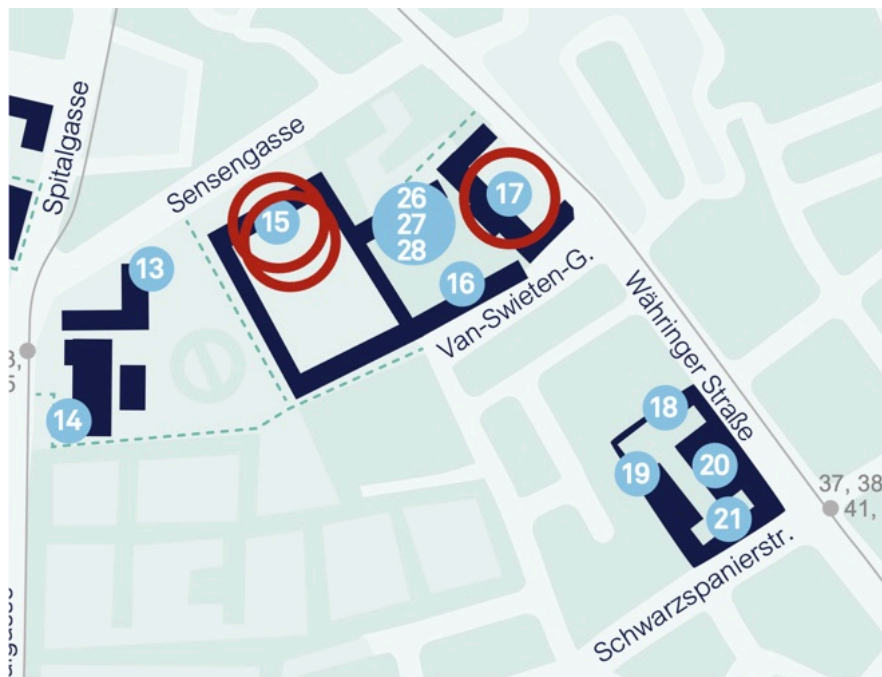 Spitalgasse
Sensengasse
15
26
27
28
17
13
16
Van-Swieten-G.
Währinger Straße
14
18
19
20
21
37, 38
41,
Schwarzspanierstr.